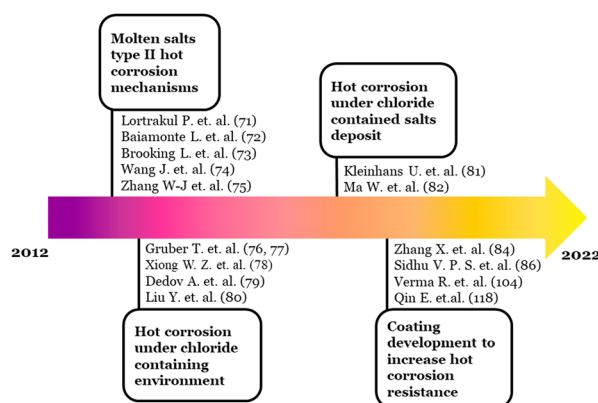 Molten salts
type II hot
corrosion
mechanisms
Lortrakul P. et. al. (71)
Baiamonte L. et. al. (72)
Brooking L. et. al. (73)
Wang J. et. al. (74)
Zhang W-J et. al. (75)
Hot corrosion
under chloride
contained salts
deposit
Kleinhans U. et. al. (81)
Ma W. et. al. (82)
2012
2022
Gruber T. et. al. (76, 77)
Xiong W. Z. et. al. (78)
Dedov A. et. al. (79)
Liu Y. et. al. (80)
Hot corrosion
under chloride
containing
environment
Zhang X. et. al. (84)
Sidhu V. P. S. et. al. (86)
Verma R. et. al. (104)
Qin E. et.al. (118)
Coating
development to
increase hot
corrosion
resistance